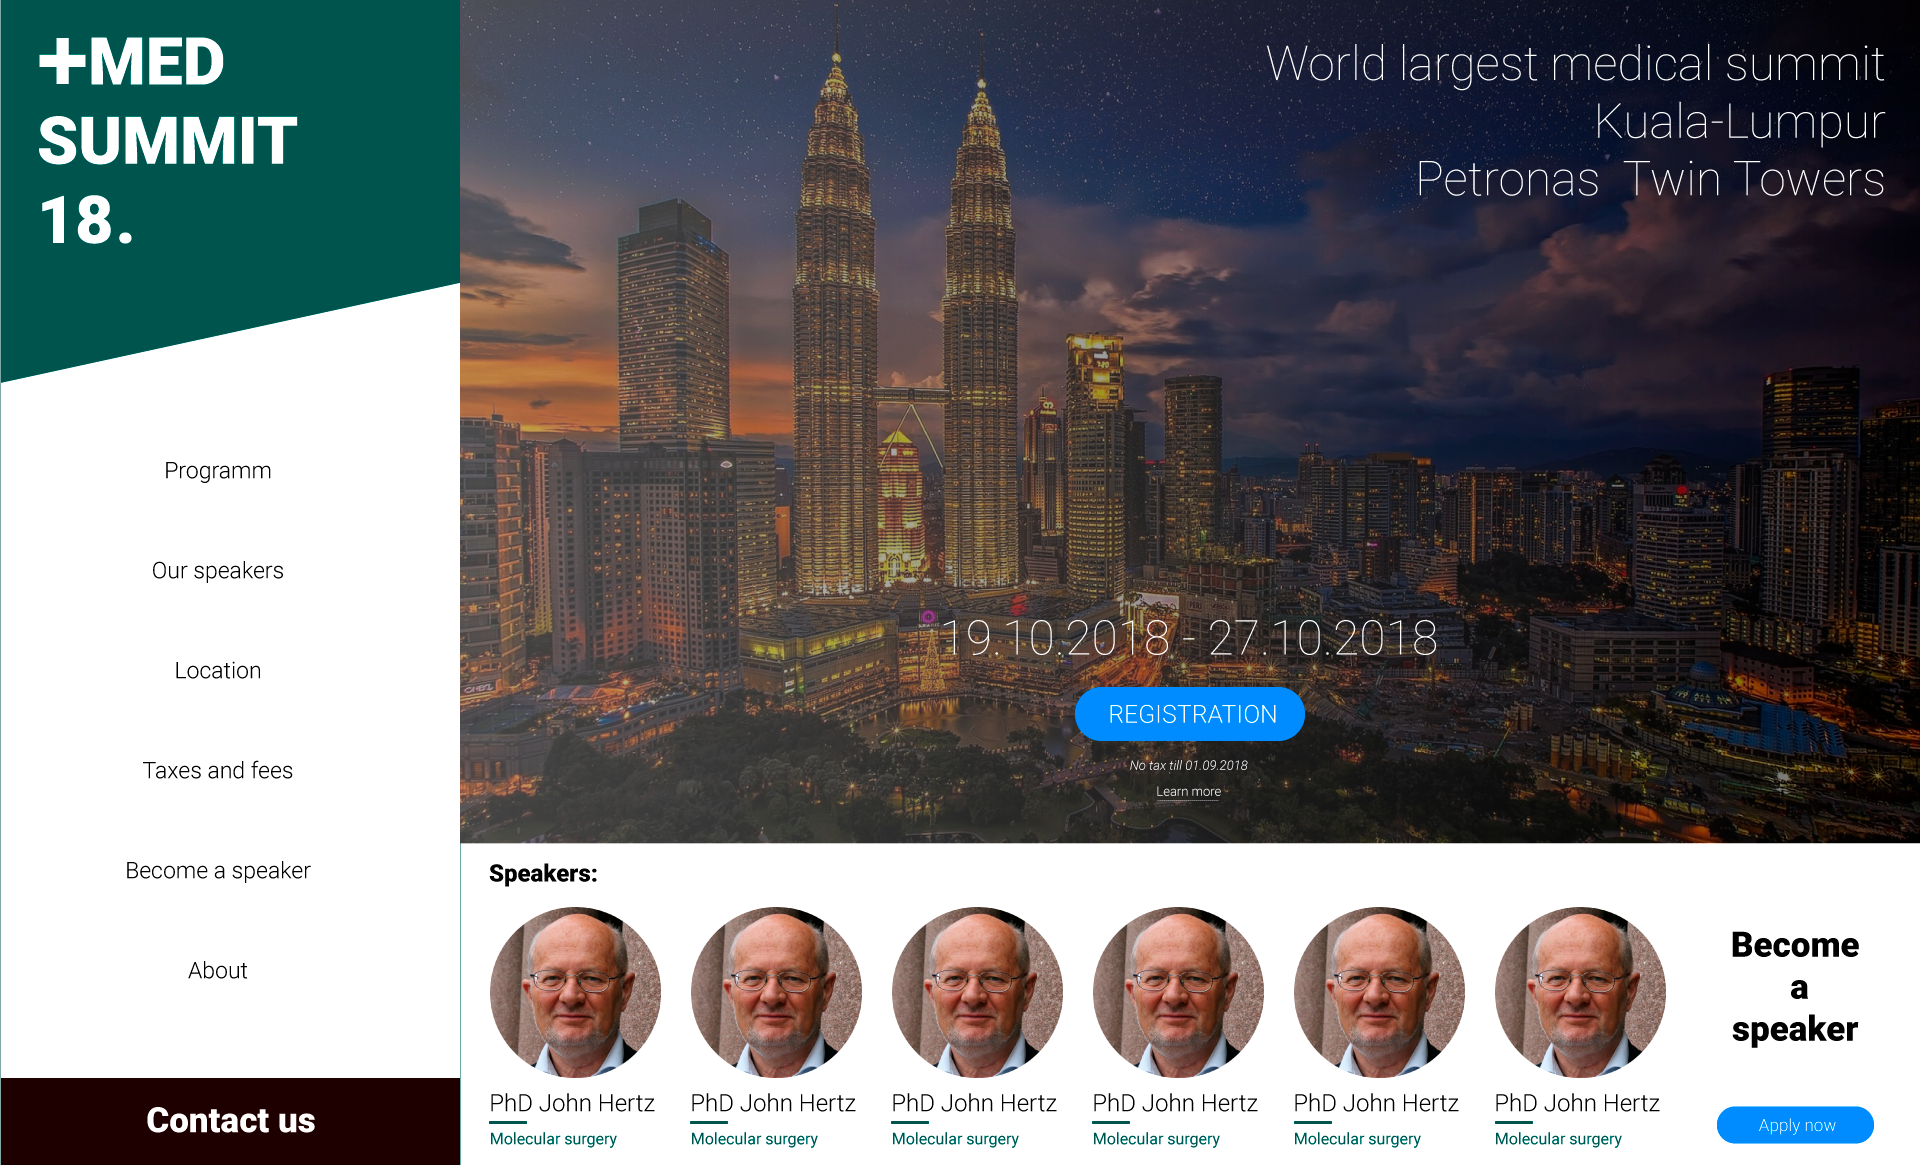 +MED
SUMMIT
18.
World largest medical summit
Kuala-Lumpur
Petronas Twin Towers
Programm
Our speakers
Location
Taxes and fees
Become a speaker
About
Contact us
19.10.2018 - 27.10.2018
REGISTRATION
No tax till 01.09.2018
Learn more
Speakers:
PhD John Hertz
Molecular surgery
PhD John Hertz
Molecular surgery
PhD John Hertz
Molecular surgery
PhD John Hertz
Molecular surgery
PhD John Hertz
Molecular surgery
PhD John Hertz
Molecular surgery
Become
a
speaker
Apply now